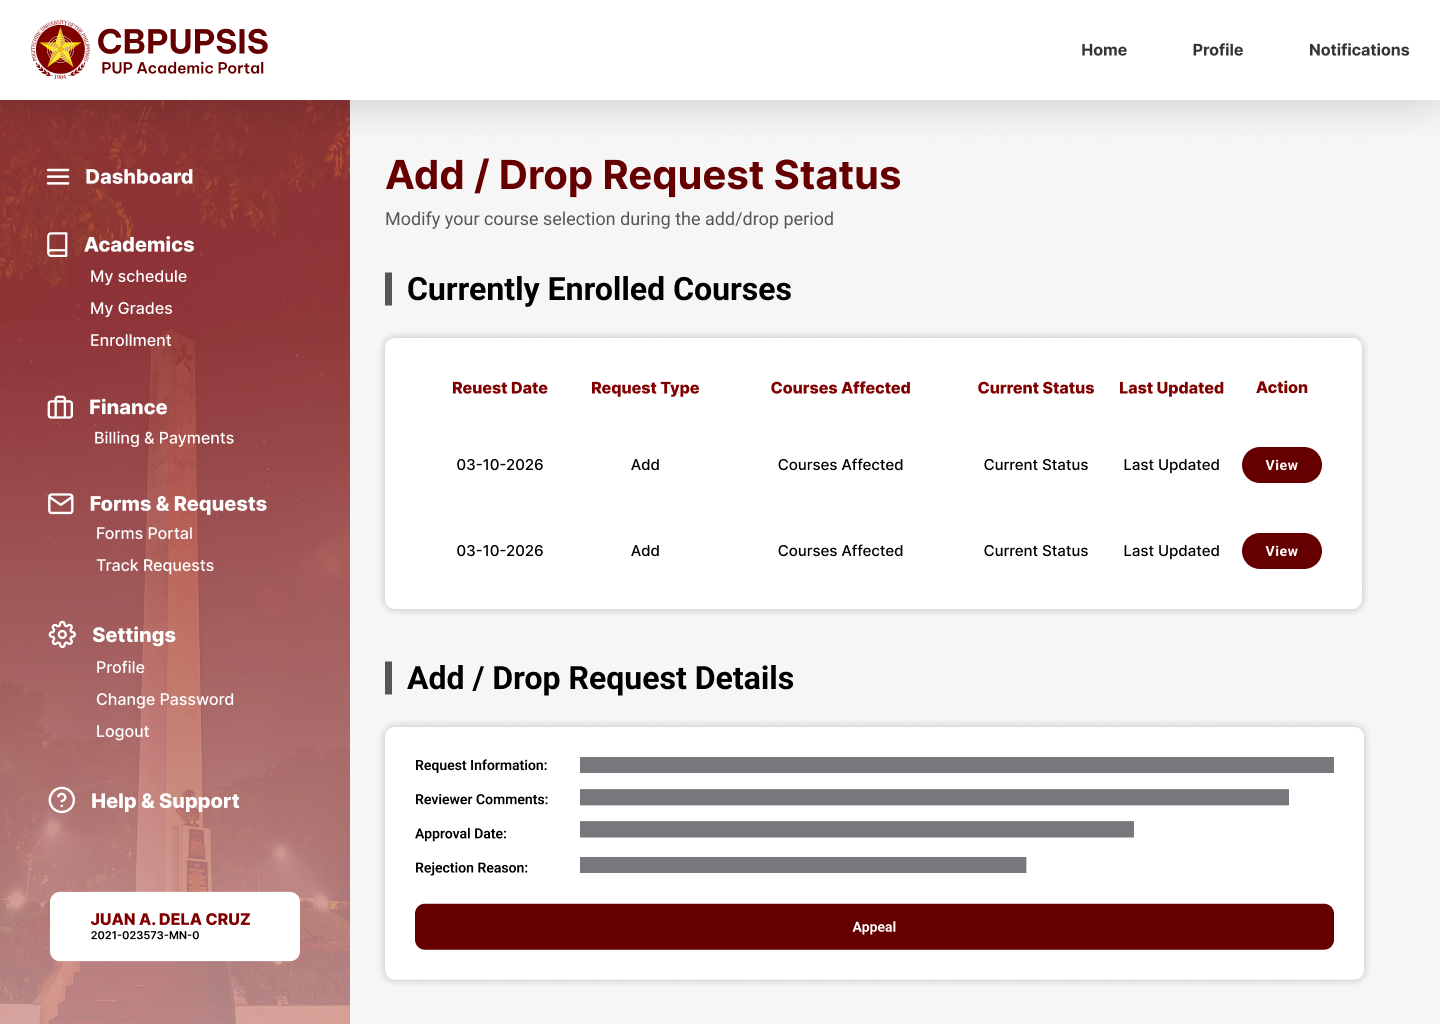 CBPUPSIS
PUP Academic Portal
1904
Home
Profile
Notifications
Dashboard
Academics
My schedule
My Grades
Enrollment
Finance
Billing & Payments
Forms & Requests
Forms Portal
Track Requests
Settings
Profile
Change Password
Logout
Help & Support
JUAN A. DELA CRUZ
2021-023573-MN-0
Add / Drop Request Status
Modify your course selection during the add/drop period
Currently Enrolled Courses
Reuest Date Request Type Courses Affected Current Status Last Updated Action
03-10-2026 Add Courses Affected Current Status Last Updated View
03-10-2026 Add Courses Affected Current Status Last Updated View
Add / Drop Request Details
Request Information:
Reviewer Comments:
Approval Date:
Rejection Reason:
Appeal